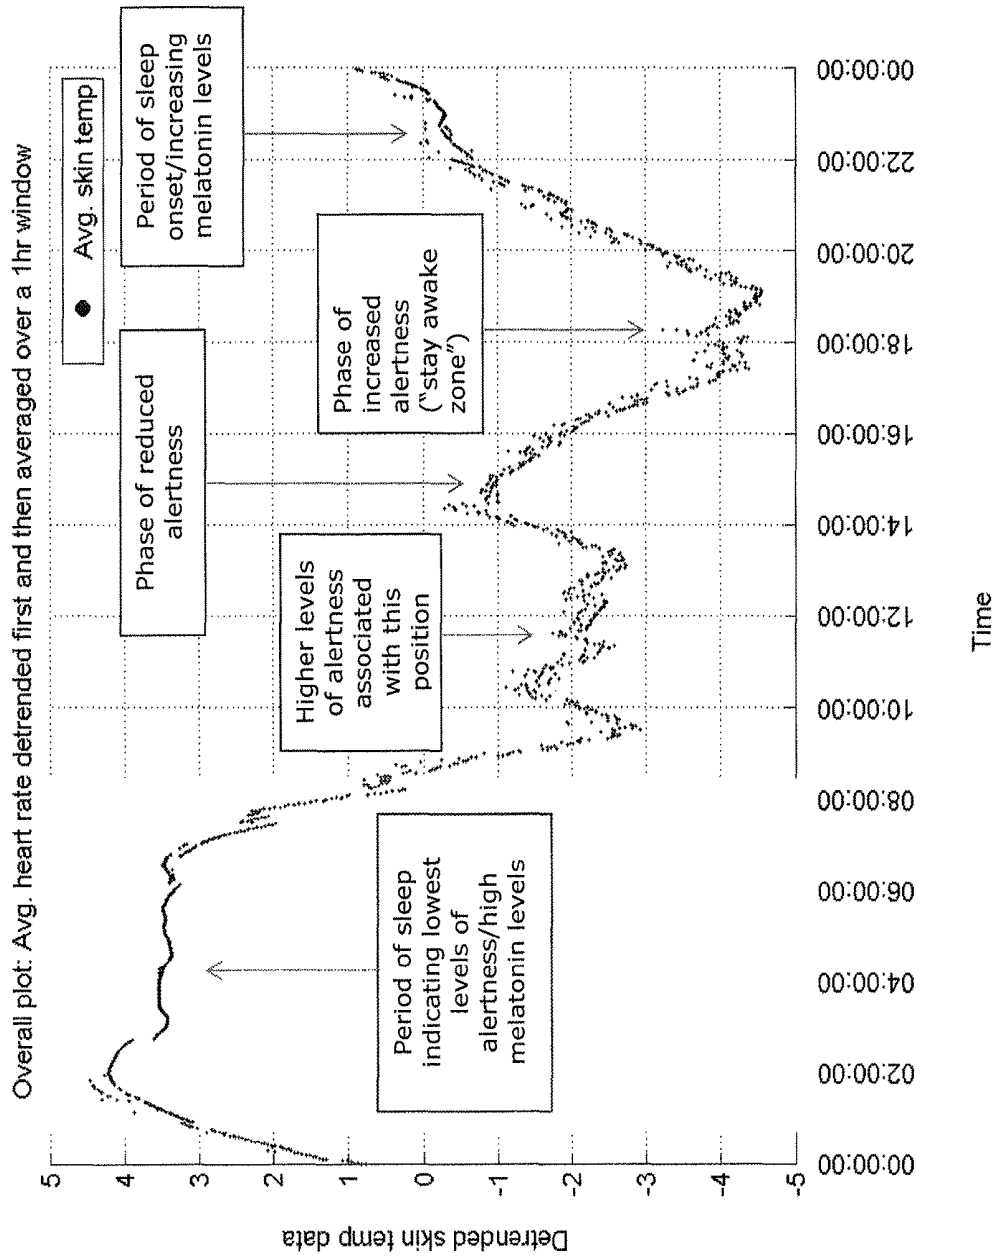 Overall plot: Avg. heart rate detrended first and then averaged over a 1hr window
Avg. skin temp
Period of sleep
onset/increasing
melatonin levels
Phase of reduced
alertness
Phase of
increased
alertness
("stay awake
zone")
Higher levels
of alertness
associated
with this
position
Period of sleep
indicating lowest
levels of
alertness/high
melatonin levels
Detrended skin temp data
5
4
3
2
1
0
-1
-2
-3
-4
-5
00:00:00
02:00:00
04:00:00
06:00:00
08:00:00
10:00:00
12:00:00
14:00:00
16:00:00
18:00:00
20:00:00
22:00:00
00:00:00
Time